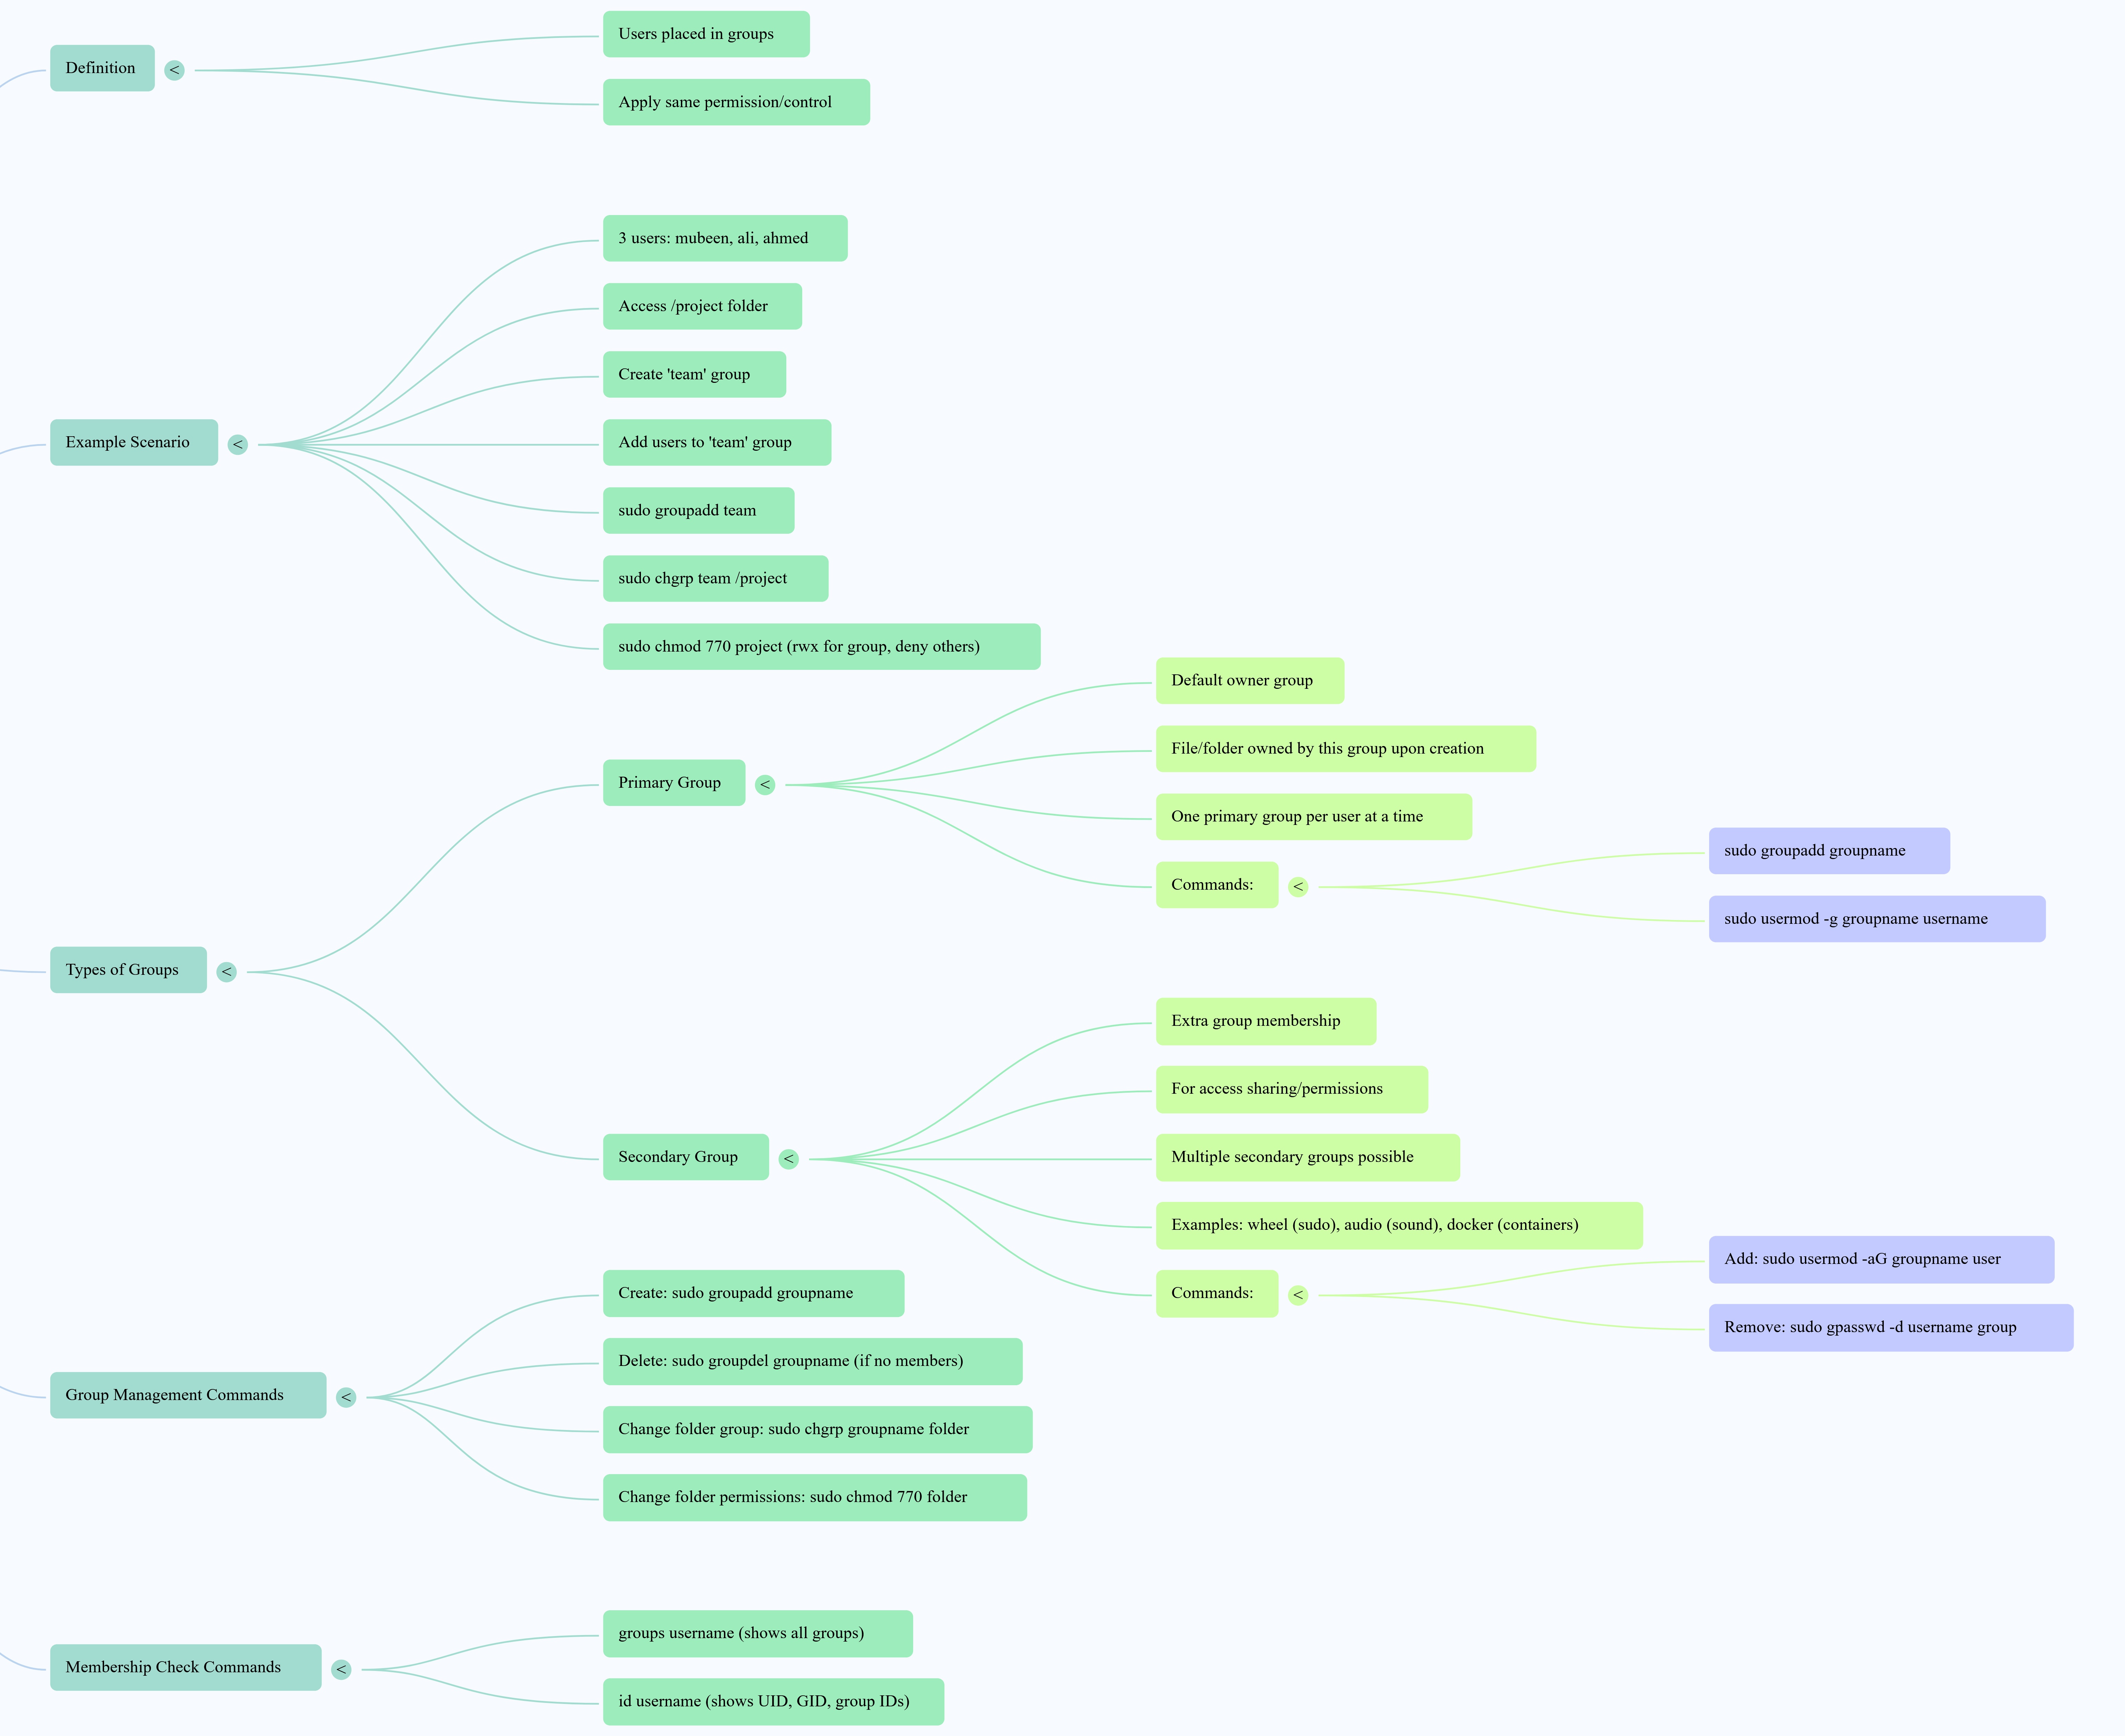 Definition
Users placed in groups
Apply same permission/control
Example Scenario
3 users: mubeen, ali, ahmed
Access /project folder
Create 'team' group
Add users to 'team' group
sudo groupadd team
sudo chgrp team /project
sudo chmod 770 project (rwx for group, deny others)
Types of Groups
Primary Group
Default owner group
File/folder owned by this group upon creation
One primary group per user at a time
Commands:
sudo groupadd groupname
sudo usermod -g groupname username
Secondary Group
Extra group membership
For access sharing/permissions
Multiple secondary groups possible
Examples: wheel (sudo), audio (sound), docker (containers)
Commands:
Add: sudo usermod -aG groupname user
Remove: sudo gpasswd -d username group
Group Management Commands
Create: sudo groupadd groupname
Delete: sudo groupdel groupname (if no members)
Change folder group: sudo chgrp groupname folder
Change folder permissions: sudo chmod 770 folder
Membership Check Commands
groups username (shows all groups)
id username (shows UID, GID, group IDs)